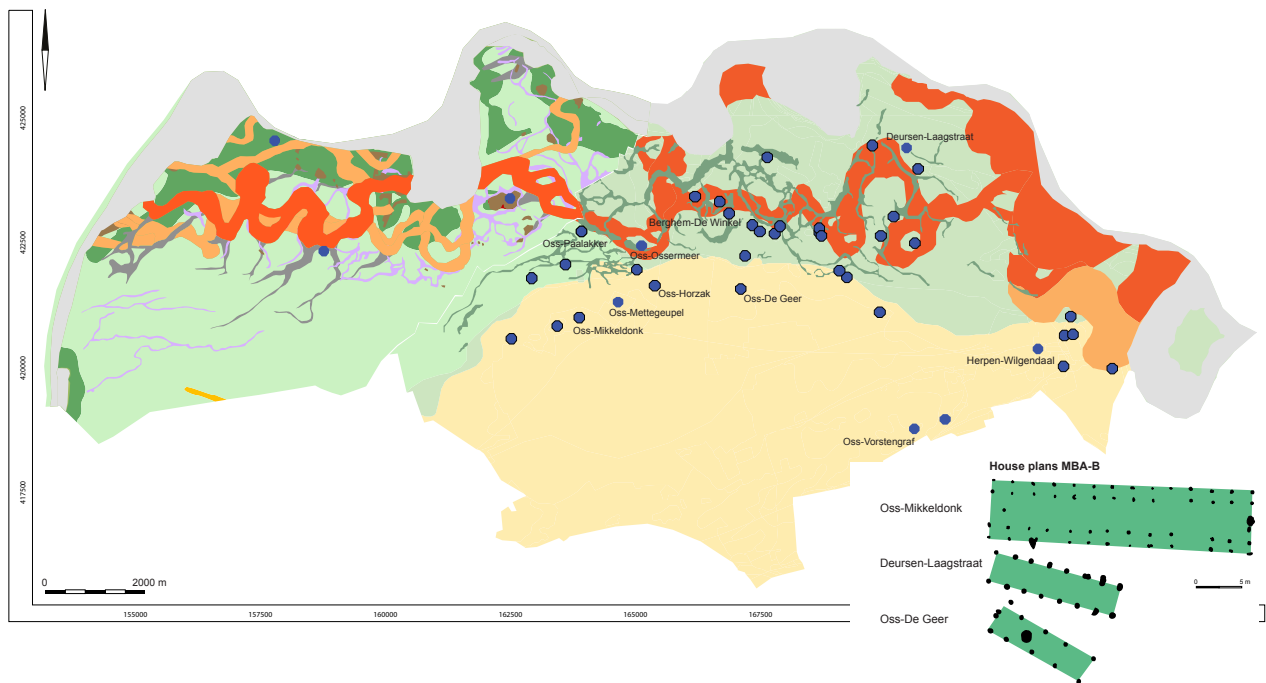 425000
422500
420000
417500
Deursen-Laagstraat
Berghem-De Winkel
Oss-Paalakker
Oss-Ossermeer
Oss-Horzak
Oss-De Geer
Oss-Mettegeupel
Oss-Mikkeldonk
Herpen-Wilgendaal
Oss-Vorstengraf
House plans MBA-B
Oss-Mikkeldonk
Deursen-Laagstraat
0 5 m
Oss-De Geer
0 2000 m
155000 157500 160000 162500 165000 167500